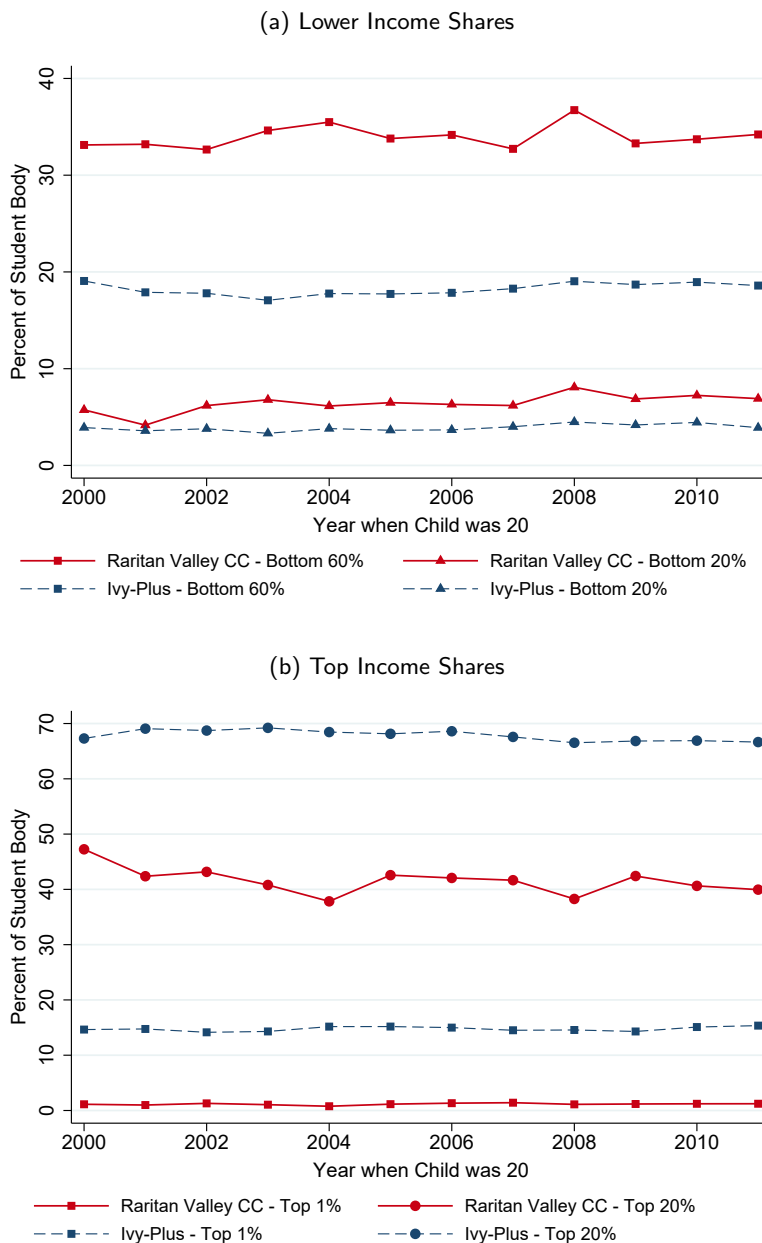 (a) Lower Income Shares
40
30
20
10
0
Percent of Student Body
2000 2002 2004 2006 2008 2010
Year when Child was 20
Raritan Valley CC - Bottom 60% Raritan Valley CC - Bottom 20%
Ivy-Plus - Bottom 60% Ivy-Plus - Bottom 20%
(b) Top Income Shares
70
60
50
40
30
20
10
0
Percent of Student Body
2000 2002 2004 2006 2008 2010
Year when Child was 20
Raritan Valley CC - Top 1% Raritan Valley CC - Top 20%
Ivy-Plus - Top 1% Ivy-Plus - Top 20%